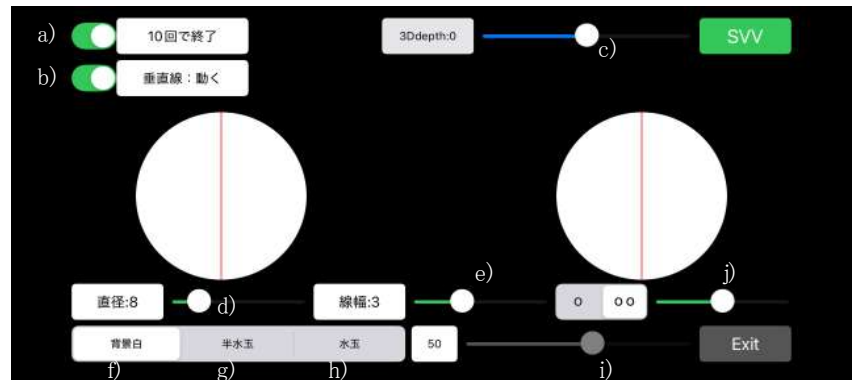 a) 10回で終了 3Ddepth:0 c) SVV
b) 垂直線：動く
直径:8 d) 線幅:3 e) o oo j)
背景白 半水玉 水玉 50 Exit
f) g) h) i)